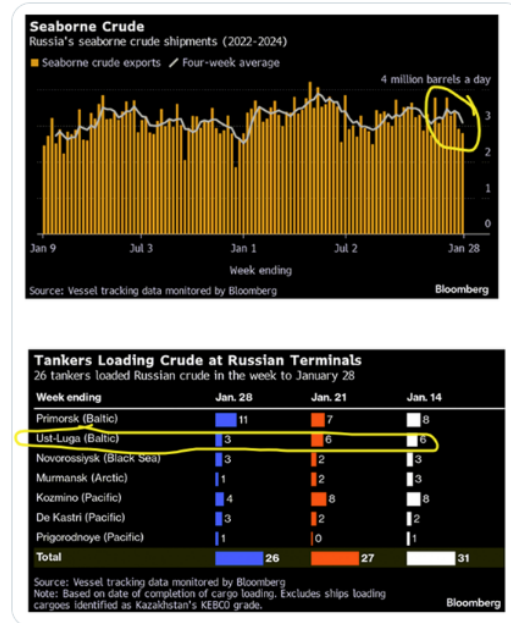 Seaborne Crude
Russia's seaborne crude shipments (2022-2024)
Seaborne crude exports Four-week average
4 million barrels a day
3
2
1
0
Jan 9 Jul 3 Jan 1 Jul 2 Jan 28
Week ending
Source: Vessel tracking data monitored by Bloomberg Bloomberg
Tankers Loading Crude at Russian Terminals
26 tankers loaded Russian crude in the week to January 28
Week ending Jan. 28 Jan. 21 Jan. 14
Primorsk (Baltic) 11 7 8
Ust-Luga (Baltic) 3 6 6
Novorossiysk (Black Sea) 3 2 3
Murmansk (Arctic) 1 2 3
Kozmino (Pacific) 4 8 8
De Kastri (Pacific) 3 2 2
Prigorodnoye (Pacific) 1 0 1
Total 26 27 31
Source: Vessel tracking data monitored by Bloomberg
Note: Based on date of completion of cargo loading. Excludes ships loading
cargoes identified as Kazakhstan's KEBCO grade. Bloomberg